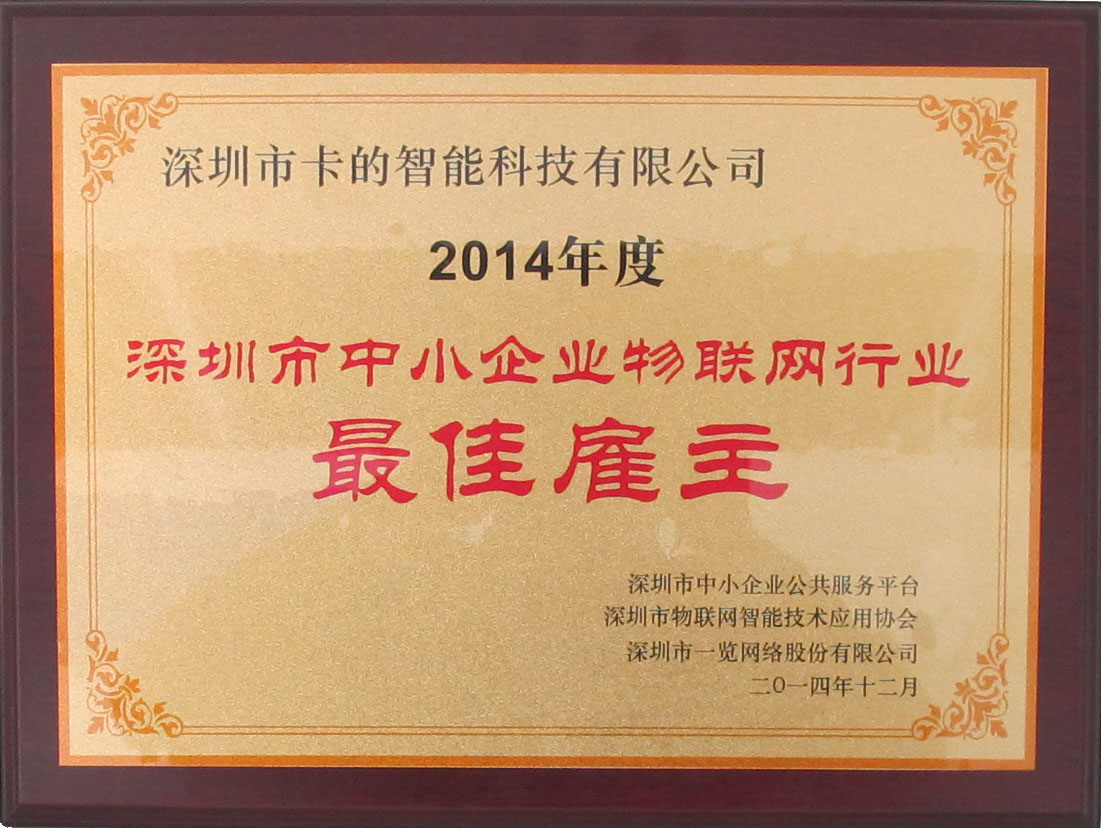 深圳市卡的智能科技有限公司
2014年度
深圳市中小企业物联网行业
最佳雇主
深圳市中小企业公共服务平台
深圳市物联网智能技术应用协会
深圳市一览网络股份有限公司
二〇一四年十二月